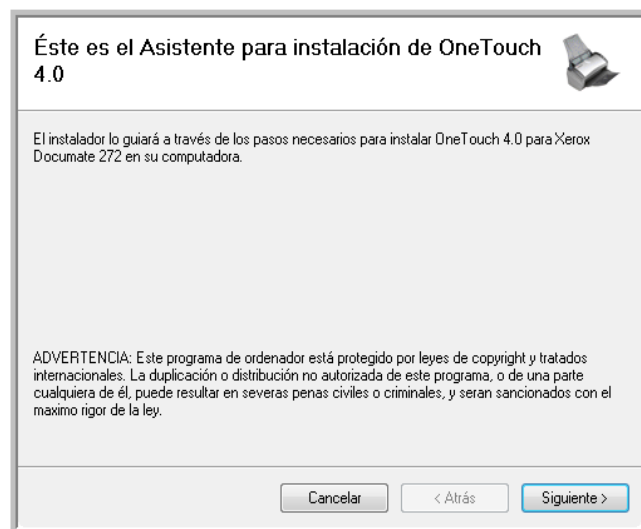 Éste es el Asistente para instalación de OneTouch
4.0
El instalador lo guiará a través de los pasos necesarios para instalar OneTouch 4.0 para Xerox
Documate 272 en su computadora.
ADVERTENCIA: Este programa de ordenador está protegido por leyes de copyright y tratados
internacionales. La duplicación o distribución no autorizada de este programa, o de una parte
cualquiera de él, puede resultar en severas penas civiles o criminales, y seran sancionados con el
maximo rigor de la ley.
Cancelar
< Atrás
Siguiente >